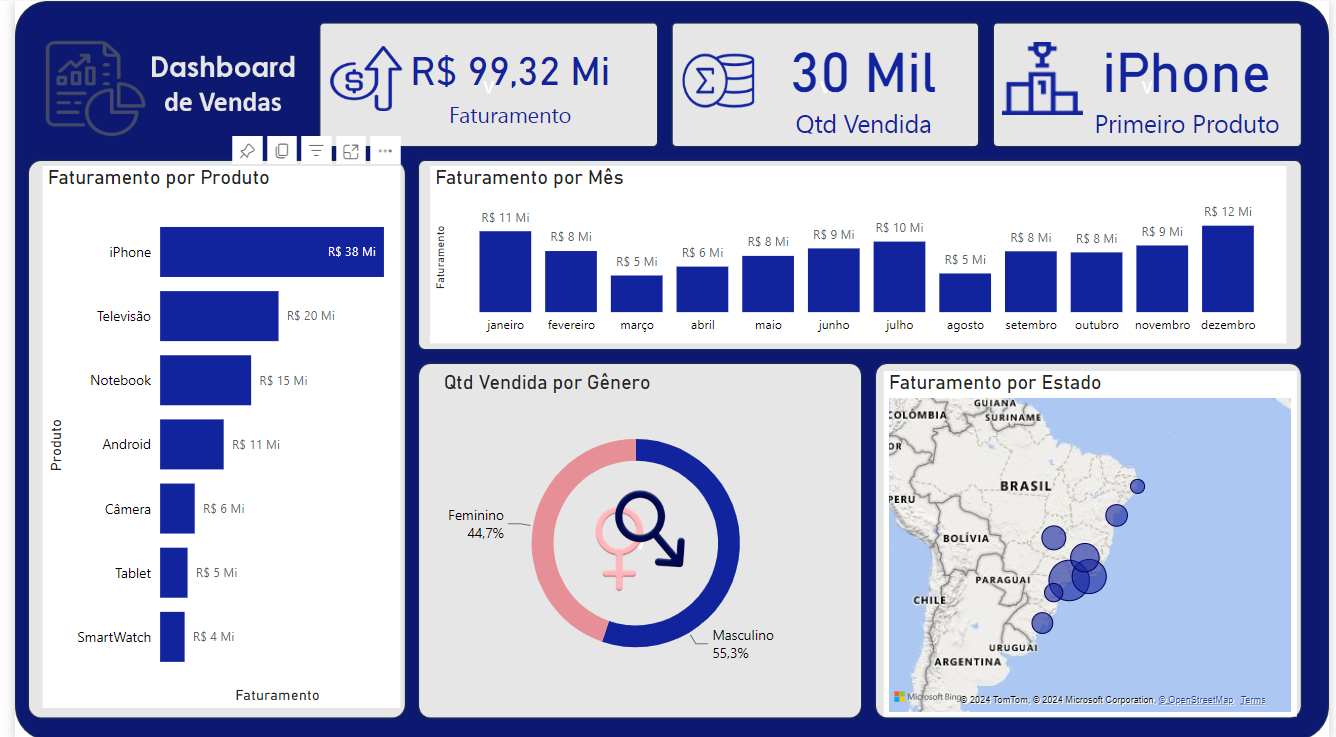 Dashboard
de Vendas
R$ 99,32 Mi
Faturamento
30 Mil
Qtd Vendida
1
iPhone
Primeiro Produto
Faturamento por Produto
Produto
iPhone
R$ 38 Mi
Televisão
R$ 20 Mi
Notebook
R$ 15 Mi
Android
R$ 11 Mi
Câmera
R$ 6 Mi
Tablet
R$ 5 Mi
SmartWatch
R$ 4 Mi
Faturamento
Faturamento por Mês
Faturamento
R$ 11 Mi
R$ 8 Mi
R$ 5 Mi
R$ 6 Mi
R$ 8 Mi
R$ 9 Mi
R$ 10 Mi
R$ 5 Mi
R$ 8 Mi
R$ 8 Mi
R$ 9 Mi
R$ 12 Mi
janeiro
fevereiro
março
abril
maio
junho
julho
agosto
setembro
outubro
novembro
dezembro
Qtd Vendida por Gênero
Feminino
44,7%
Masculino
55,3%
Faturamento por Estado
GUIANA
COLÔMBIA
SURINAME
OR
BRASIL
PERU
BOLÍVIA
PARAGUAI
CHILE
URUGUAI
ARGENTINA
Microsoft Bing
© 2024 TomTom, © 2024 Microsoft Corporation, © OpenStreetMap Terms